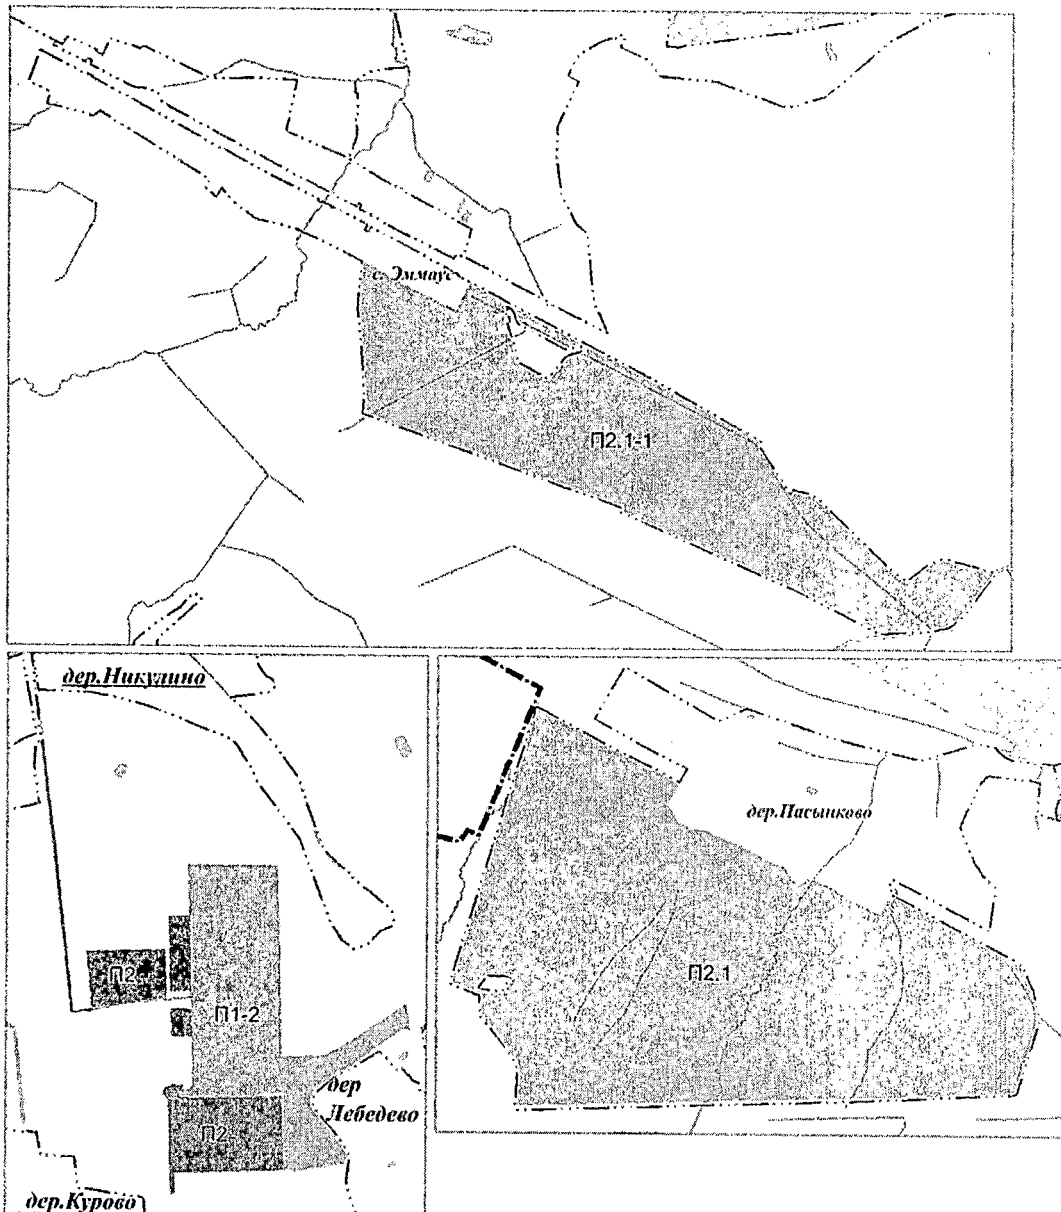 с. Эммаус
П2.1-1
дер.Никулино
П2
П1-2
дер
Лебедево
П2
дер.Курово
дер.Пасынково
П2.1